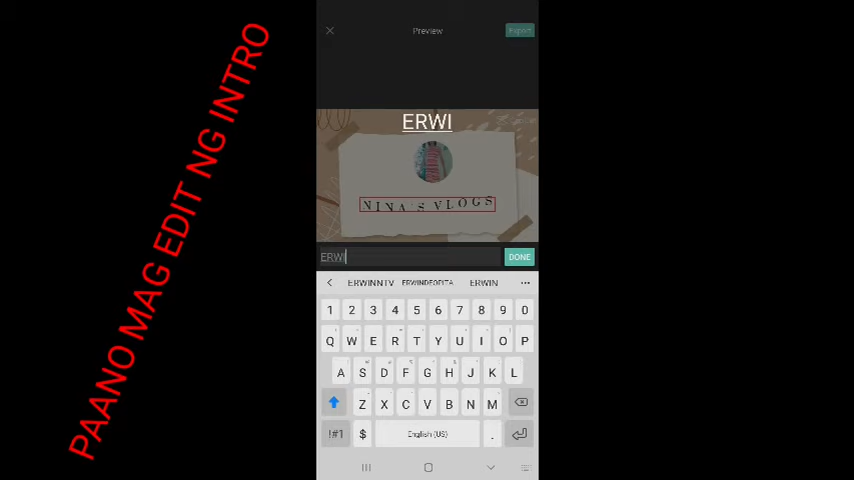 PAANO MAG EDIT NG INTRO
Preview
Export
ERWI
NINA'S VLOGS
ERWI
DONE
ERWINNTV ERWINDEOFITA ERWIN
1 2 3 4 5 6 7 8 9 0
Q W E R T Y U I O P
A S D F G H J K L
Z X C V B N M
!#1 $ English (US) .